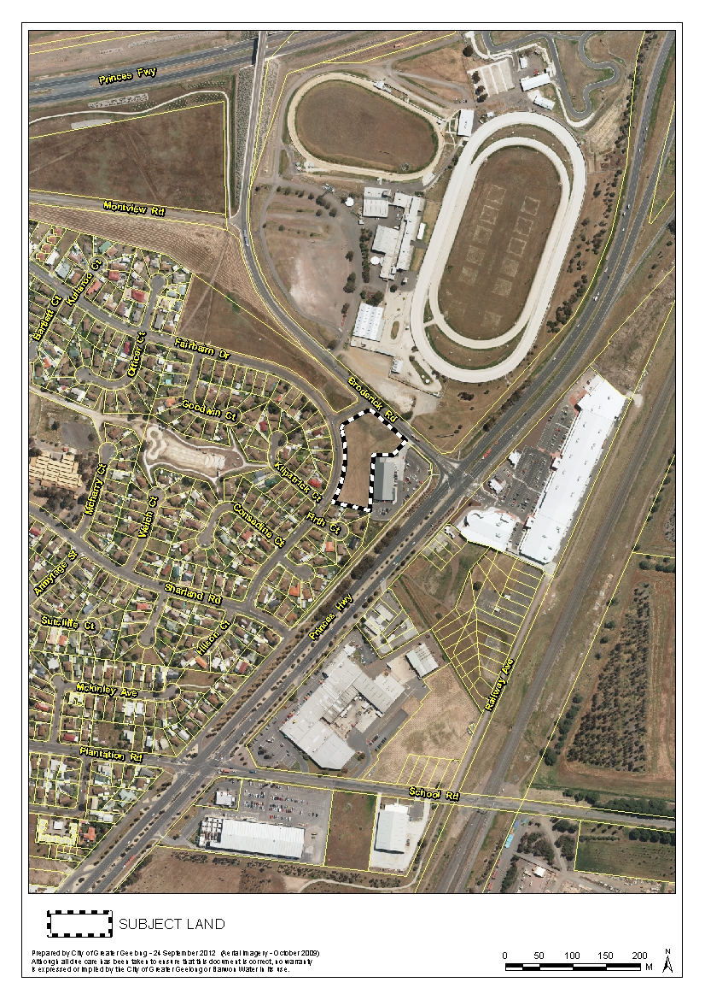 Princes Fwy
Montview Rd
Kullaroo Ct
Bartlett Ct
Officer Ct
Fairbairn Dr
Broderick Rd
Goodwin Ct
Kilpatrick Ct
Mcharry Ct
Welch Ct
Considine Ct
Firth Ct
Armytage St
Sharland Rd
Sutcliffe Ct
Hilson Ct
Princes Hwy
Mckinley Ave
Railway Ave
Plantation Rd
School Rd
SUBJECT LAND
Prepared by City of Greater Geelong - 24 September 2012 (Aerial Imagery - October 2009)
Although all due care has been taken to ensure that this document is correct, no warranty
is expressed or implied by the City of Greater Geelong or Barwon Water in its use.
0 50 100 150 200
M
N